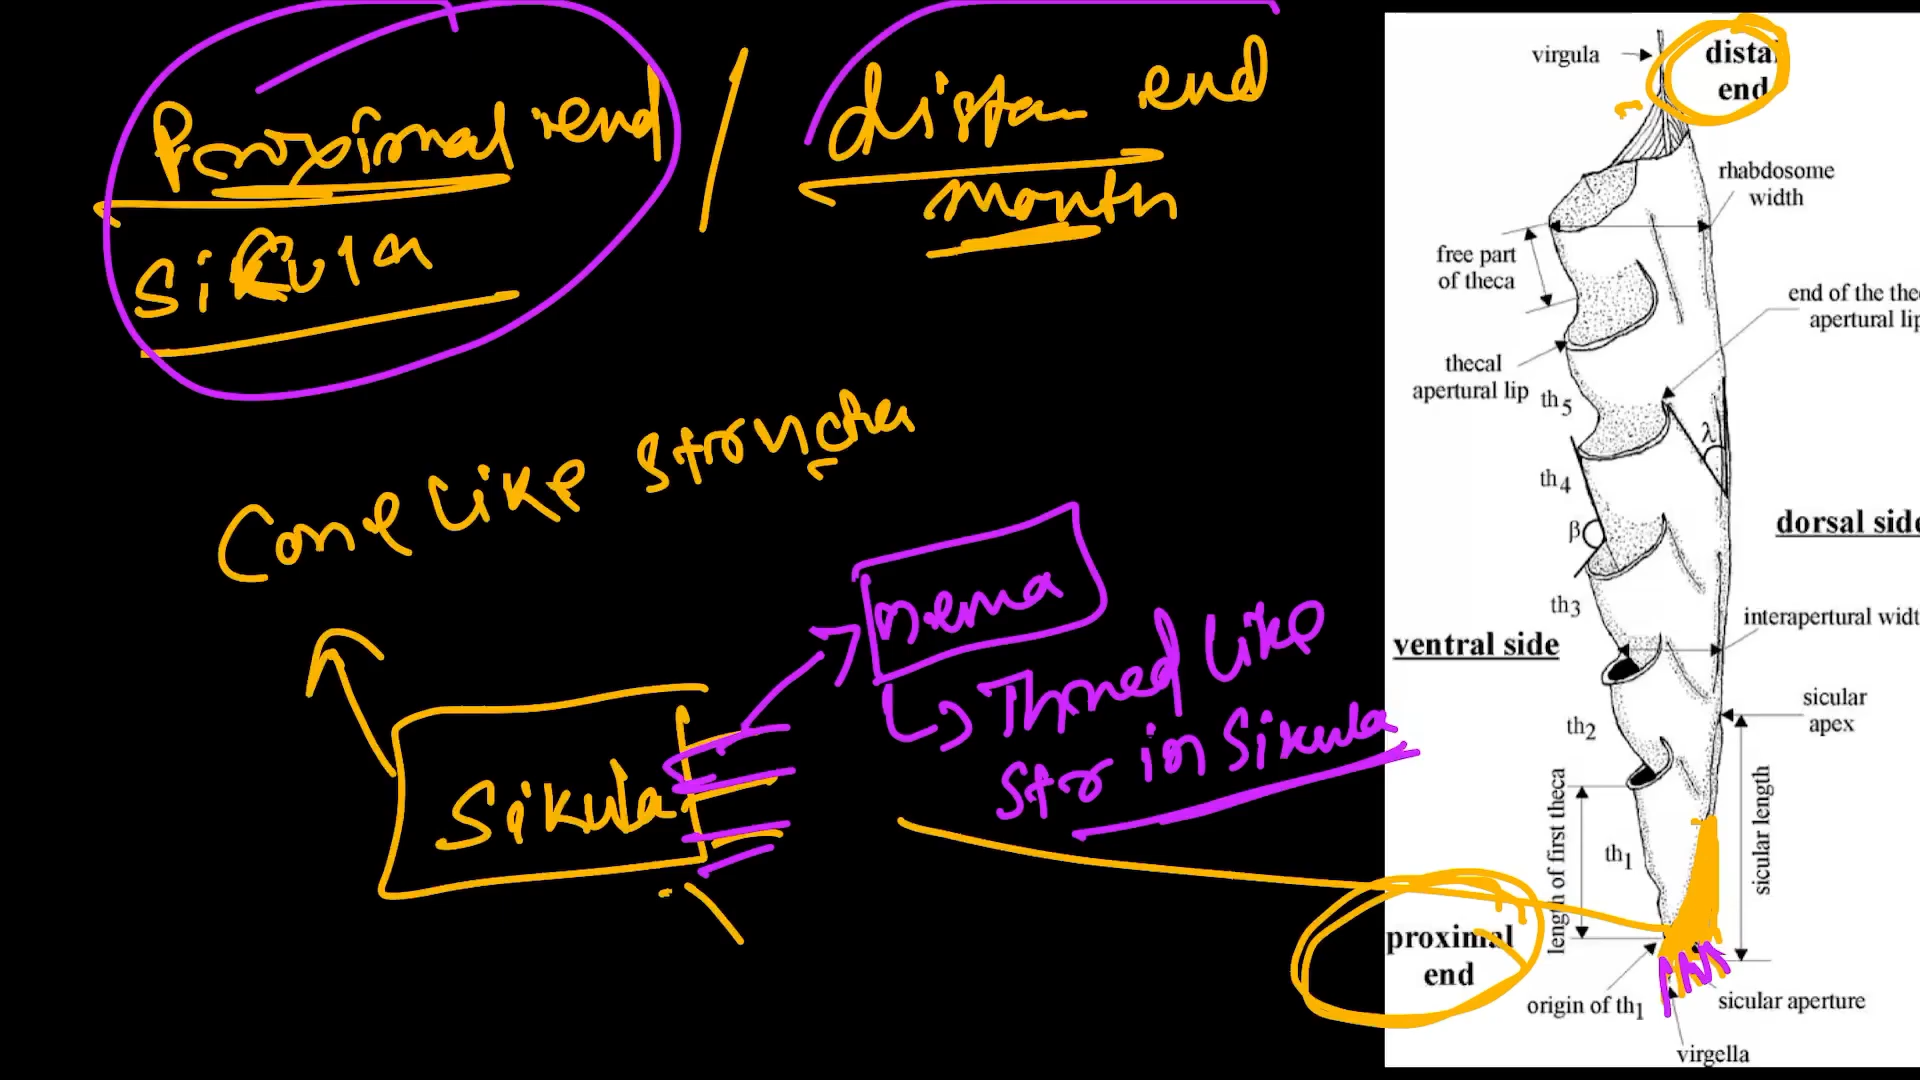 Proximal end / distan end
Sikula
mouth
Cone like stroncter
nema
Sikula
Thred like
str in Sikula
virgula
distal
end
rhabdosome
width
free part
of theca
end of the the
apertural lip
thecal
apertural lip
th5
λ
th4
β
dorsal side
th3
interapertural widt
ventral side
sicular
apex
th2
length of first theca
sicular length
th1
proximal
end
origin of th1
sicular aperture
virgella